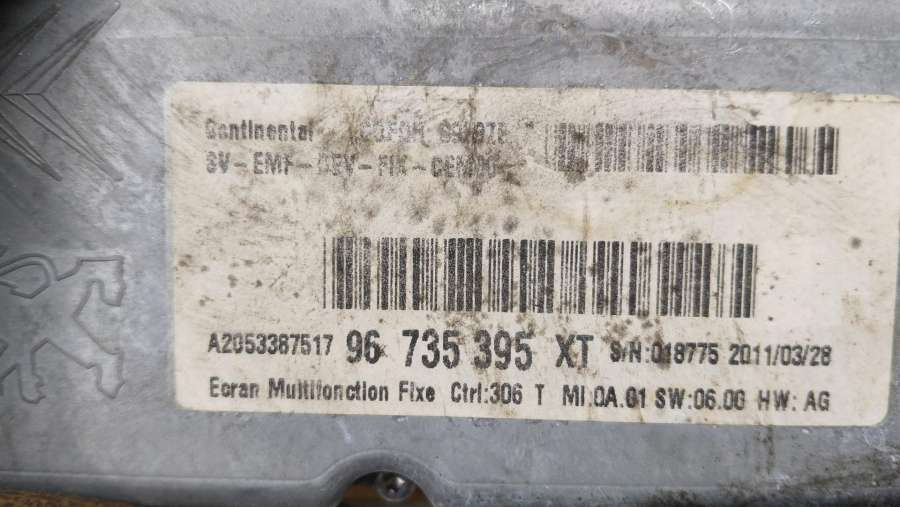 Continental
A2053387517 96 735 395 XT S/N:018775 2011/03/28
Ecran Multifonction Fixe Ctrl:306 T MI:0A.01 SW:06.00 HW: AG